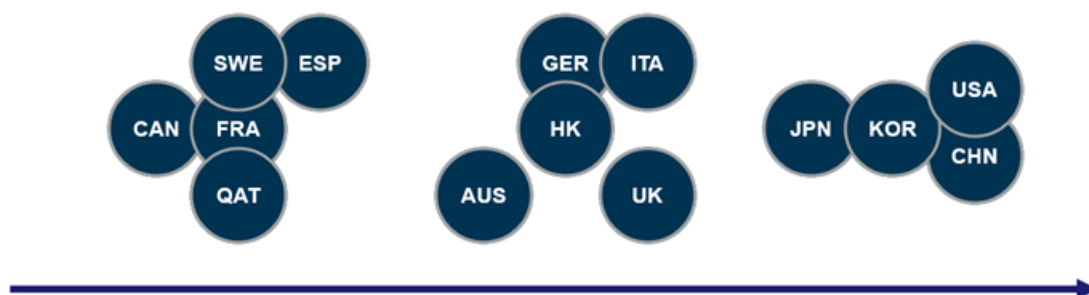 SWE ESP
CAN FRA
QAT
GER ITA
HK
AUS UK
USA
JPN KOR
CHN